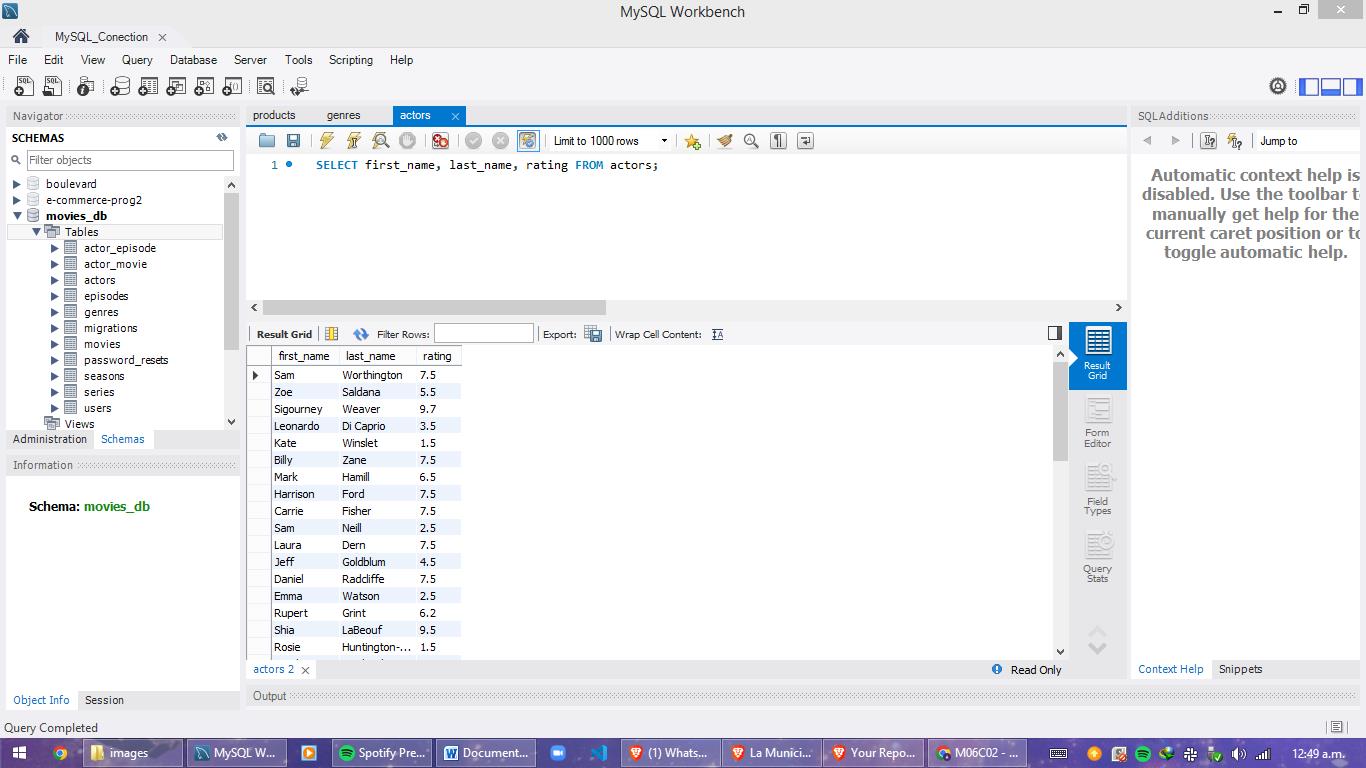 MySQL Workbench
MySQL_Conection
File Edit View Query Database Server Tools Scripting Help
Navigator
SCHEMAS
Filter objects
boulevard
e-commerce-prog2
movies_db
Tables
actor_episode
actor_movie
actors
episodes
genres
migrations
movies
password_resets
seasons
series
users
Views
Administration Schemas
Information
Schema: movies_db
Object Info Session
products genres actors
Limit to 1000 rows
1 SELECT first_name, last_name, rating FROM actors;
Result Grid Filter Rows: Export: Wrap Cell Content:
first_name last_name rating
Sam Worthington 7.5
Zoe Saldana 5.5
Sigourney Weaver 9.7
Leonardo Di Caprio 3.5
Kate Winslet 1.5
Billy Zane 7.5
Mark Hamill 6.5
Harrison Ford 7.5
Carrie Fisher 7.5
Sam Neill 2.5
Laura Dern 7.5
Jeff Goldblum 4.5
Daniel Radcliffe 7.5
Emma Watson 2.5
Rupert Grint 6.2
Shia LaBeouf 9.5
Rosie Huntington-... 1.5
Result
Grid
Form
Editor
Field
Types
Query
Stats
actors 2
Read Only
Output
SQLAdditions
Jump to
Automatic context help is
disabled. Use the toolbar t
manually get help for the
current caret position or to
toggle automatic help.
Context Help Snippets
Query Completed
images MySQL W... Spotify Pre... Document... (1) Whats... La Munici... Your Repo... M06C02 - ... 12:49 a.m.